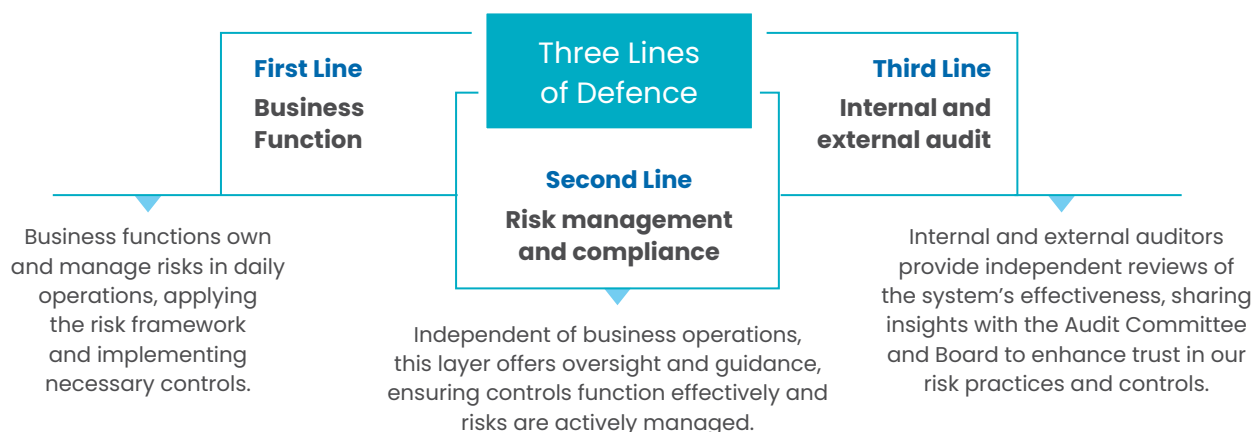 Three Lines
of Defence
First Line
Business
Function
Business functions own
and manage risks in daily
operations, applying
the risk framework
and implementing
necessary controls.
Second Line
Risk management
and compliance
Independent of business operations,
this layer offers oversight and guidance,
ensuring controls function effectively and
risks are actively managed.
Third Line
Internal and
external audit
Internal and external auditors
provide independent reviews of
the system’s effectiveness, sharing
insights with the Audit Committee
and Board to enhance trust in our
risk practices and controls.